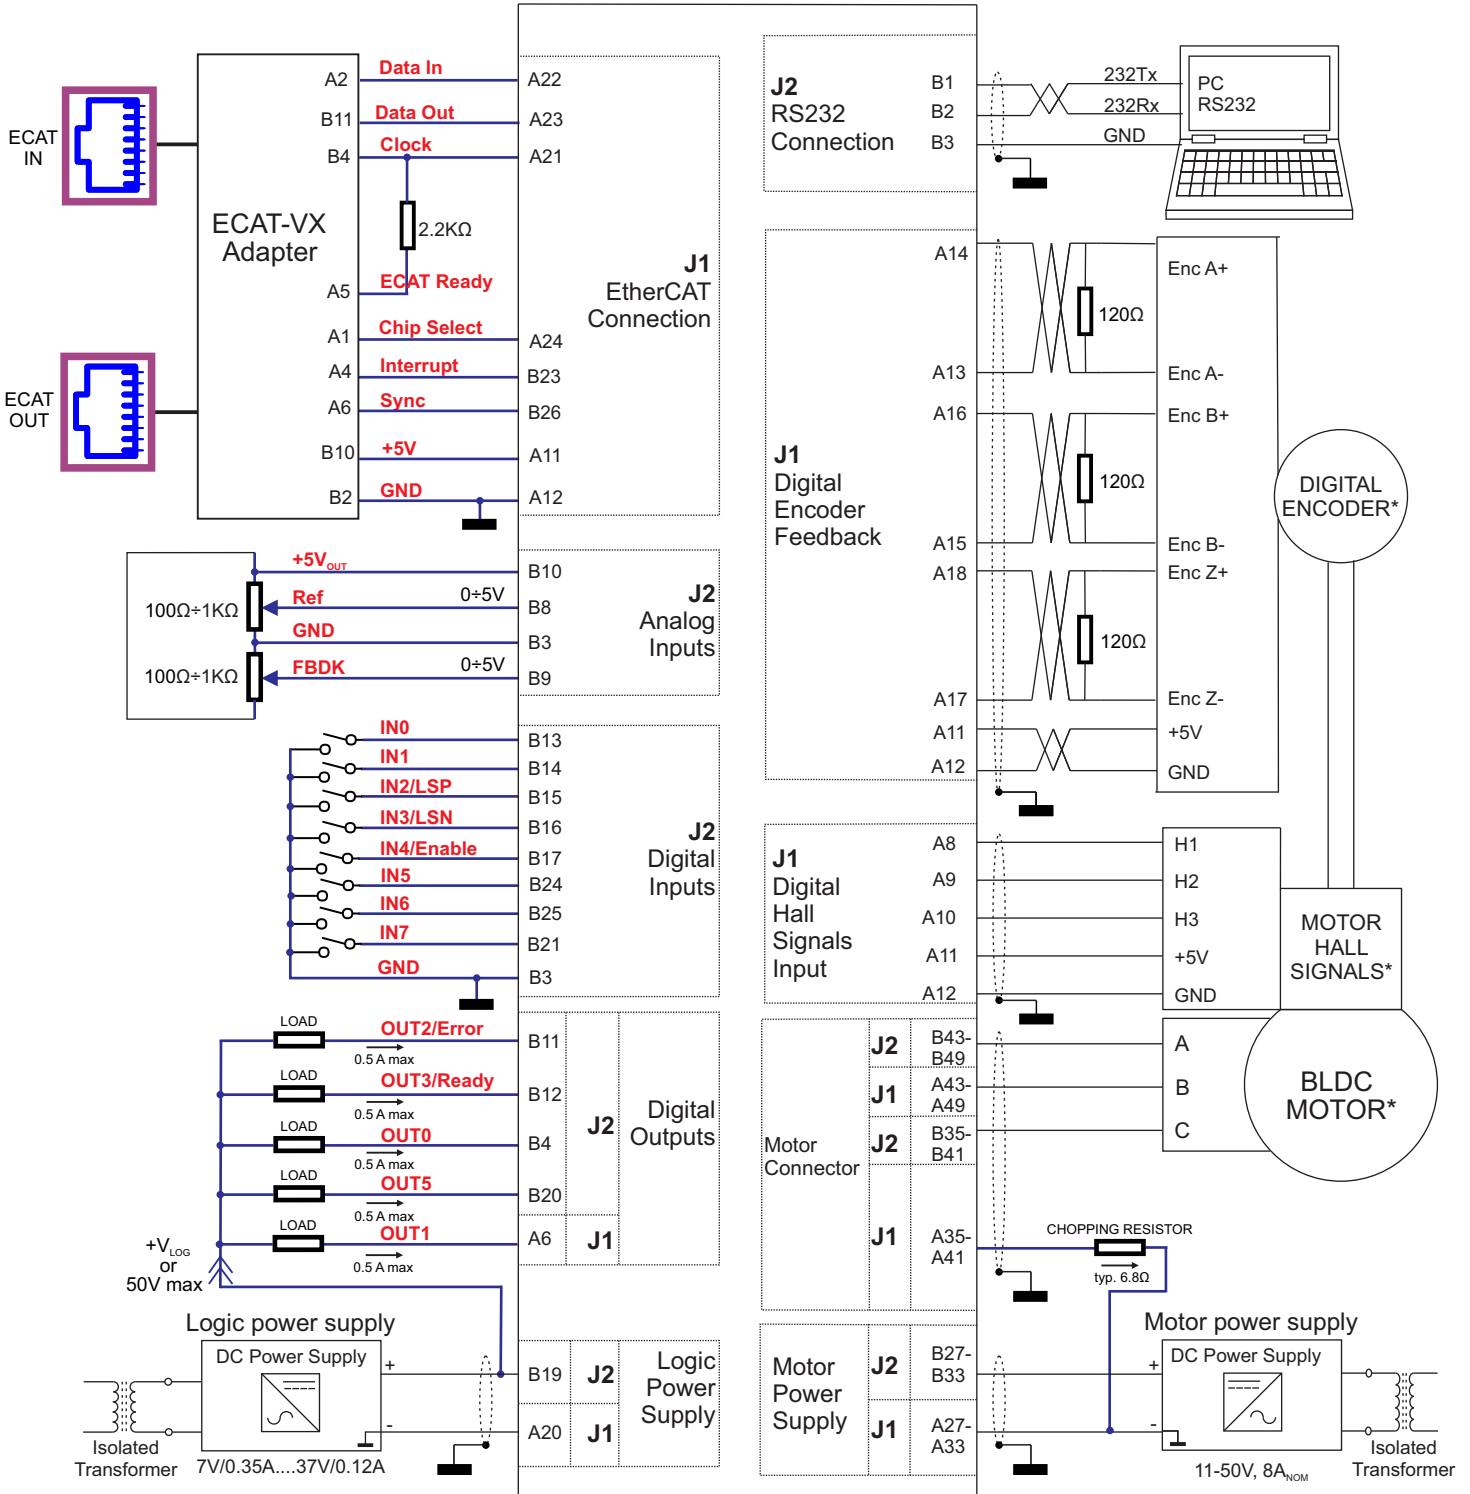 ECAT
IN
ECAT
OUT
ECAT-VX
Adapter
A2 Data In A22
B11 Data Out A23
B4 Clock A21
2.2KΩ
A5 ECAT Ready
A1 Chip Select A24
A4 Interrupt B23
A6 Sync B26
B10 +5V A11
B2 GND A12
J1
EtherCAT
Connection
+5VOUT B10
100Ω÷1KΩ Ref 0÷5V B8
GND B3
100Ω÷1KΩ FBDK 0÷5V B9
J2
Analog
Inputs
IN0 B13
IN1 B14
IN2/LSP B15
IN3/LSN B16
IN4/Enable B17
IN5 B24
IN6 B25
IN7 B21
GND B3
J2
Digital
Inputs
LOAD OUT2/Error B11
0.5 A max
LOAD OUT3/Ready B12
0.5 A max
LOAD OUT0 B4
0.5 A max
LOAD OUT5 B20
0.5 A max
LOAD OUT1 A6 J1
0.5 A max
J2
Digital
Outputs
+VLOG
or
50V max
Logic power supply
DC Power Supply
+
-
Isolated
Transformer
7V/0.35A....37V/0.12A
B19 J2
A20 J1
Logic
Power
Supply
J2
RS232
Connection
B1 232Tx
B2 232Rx
B3 GND
PC
RS232
J1
Digital
Encoder
Feedback
A14 Enc A+
120Ω
A13 Enc A-
A16 Enc B+
120Ω
A15 Enc B-
A18 Enc Z+
120Ω
A17 Enc Z-
A11 +5V
A12 GND
DIGITAL
ENCODER*
J1
Digital
Hall
Signals
Input
A8 H1
A9 H2
A10 H3
A11 +5V
A12 GND
MOTOR
HALL
SIGNALS*
Motor
Connector
J2 B43-
B49 A
J1 A43-
A49 B
J2 B35-
B41 C
J1 A35-
A41
BLDC
MOTOR*
CHOPPING RESISTOR
typ. 6.8Ω
Motor power supply
Motor
Power
Supply
J2 B27-
B33
J1 A27-
A33
DC Power Supply
+
-
11-50V, 8ANOM
Isolated
Transformer